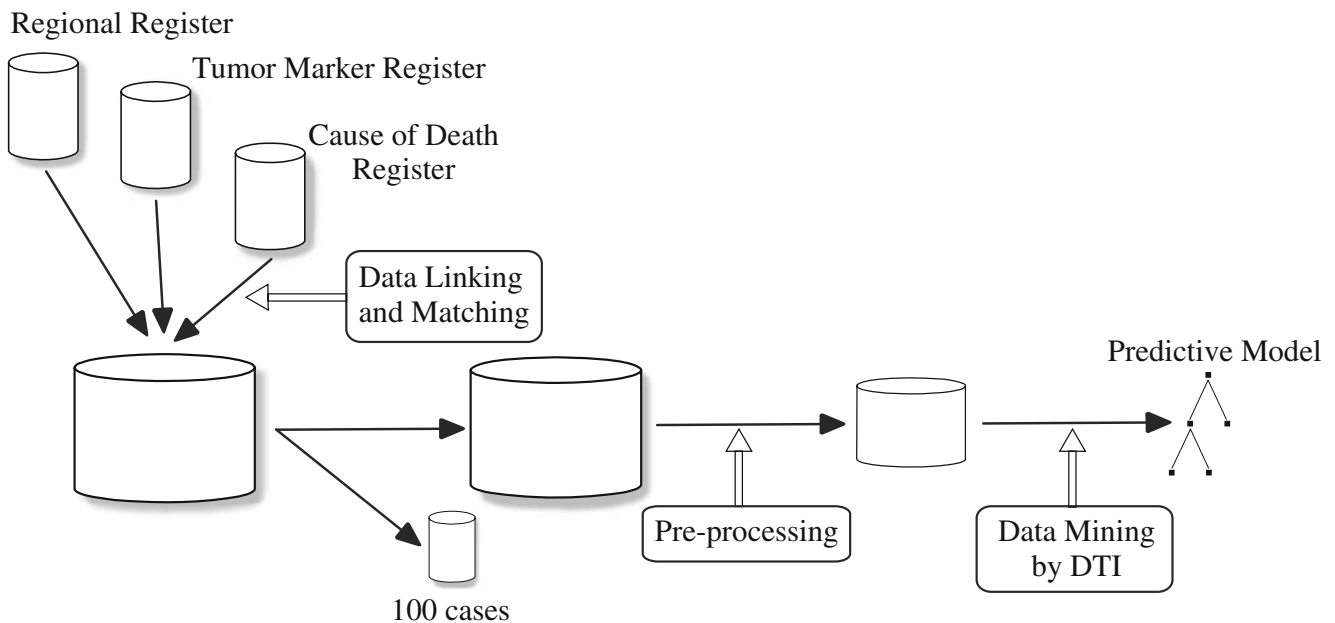 Regional Register
Tumor Marker Register
Cause of Death
Register
Data Linking
and Matching
Predictive Model
Pre-processing
Data Mining
by DTI
100 cases